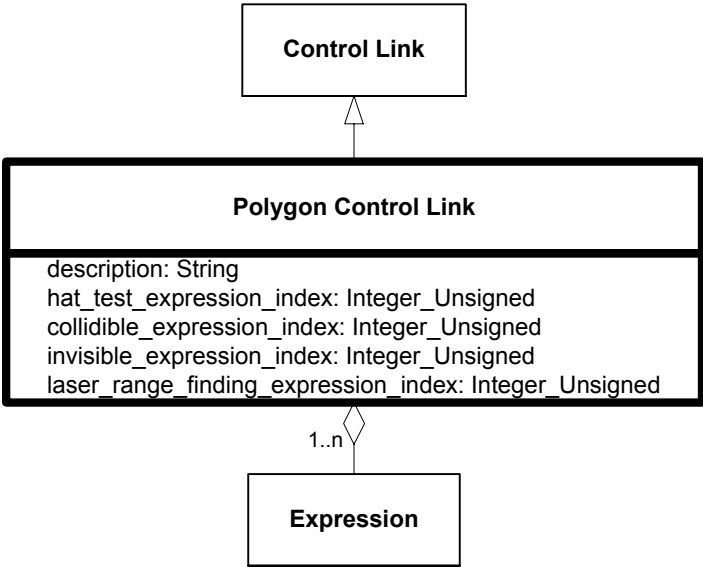 Control Link
Polygon Control Link
description: String
hat_test_expression_index: Integer_Unsigned
collidible_expression_index: Integer_Unsigned
invisible_expression_index: Integer_Unsigned
laser_range_finding_expression_index: Integer_Unsigned
1..n
Expression